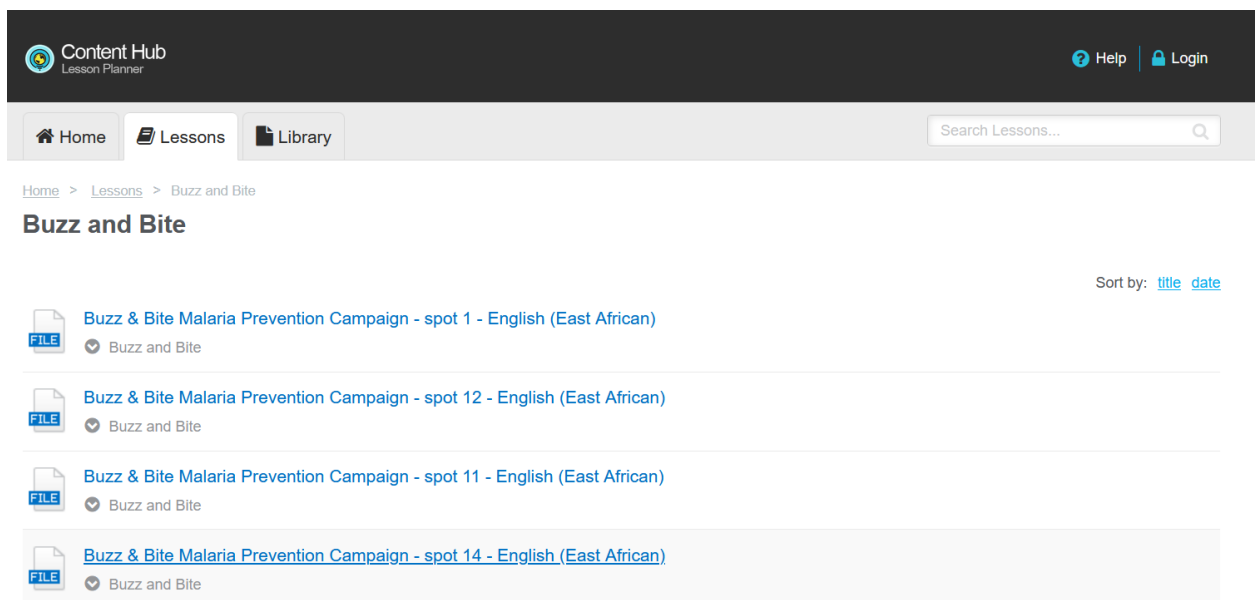 Content Hub
Lesson Planner
Help
Login
Home
Lessons
Library
Search Lessons...
Home > Lessons > Buzz and Bite
Buzz and Bite
Sort by: title date
Buzz & Bite Malaria Prevention Campaign - spot 1 - English (East African)
FILE
Buzz and Bite
Buzz & Bite Malaria Prevention Campaign - spot 12 - English (East African)
FILE
Buzz and Bite
Buzz & Bite Malaria Prevention Campaign - spot 11 - English (East African)
FILE
Buzz and Bite
Buzz & Bite Malaria Prevention Campaign - spot 14 - English (East African)
FILE
Buzz and Bite